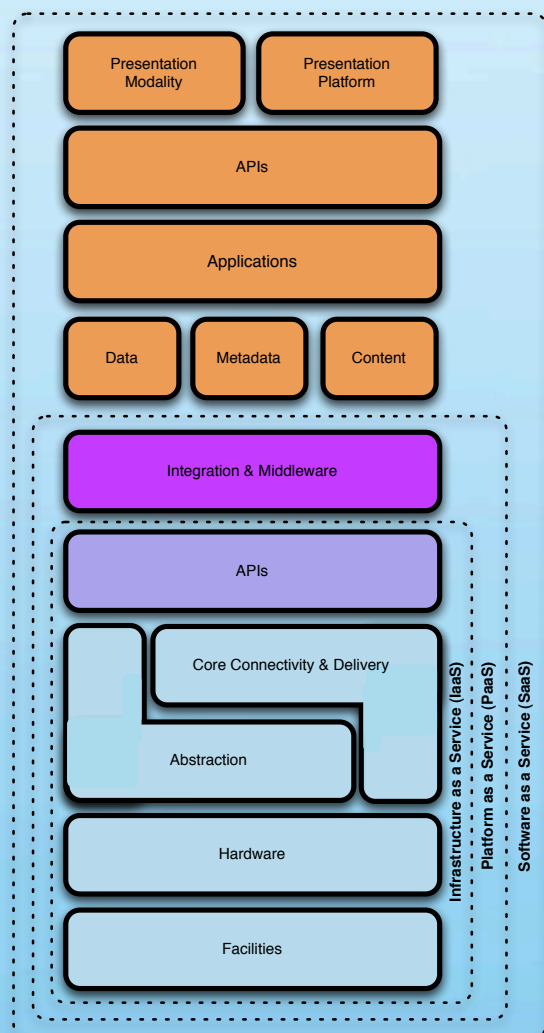 Presentation
Modality
Presentation
Platform
APIs
Applications
Data
Metadata
Content
Integration & Middleware
APIs
Core Connectivity & Delivery
Abstraction
Hardware
Facilities
Infrastructure as a Service (IaaS)
Platform as a Service (PaaS)
Software as a Service (SaaS)